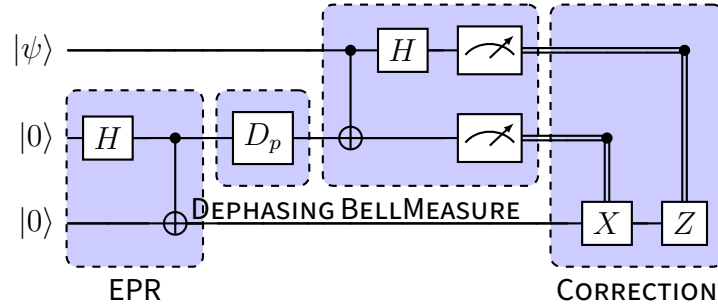 |ψ⟩ H
|0⟩ H D_p
DEPHASING BELLMEASURE
|0⟩ X Z
EPR CORRECTION